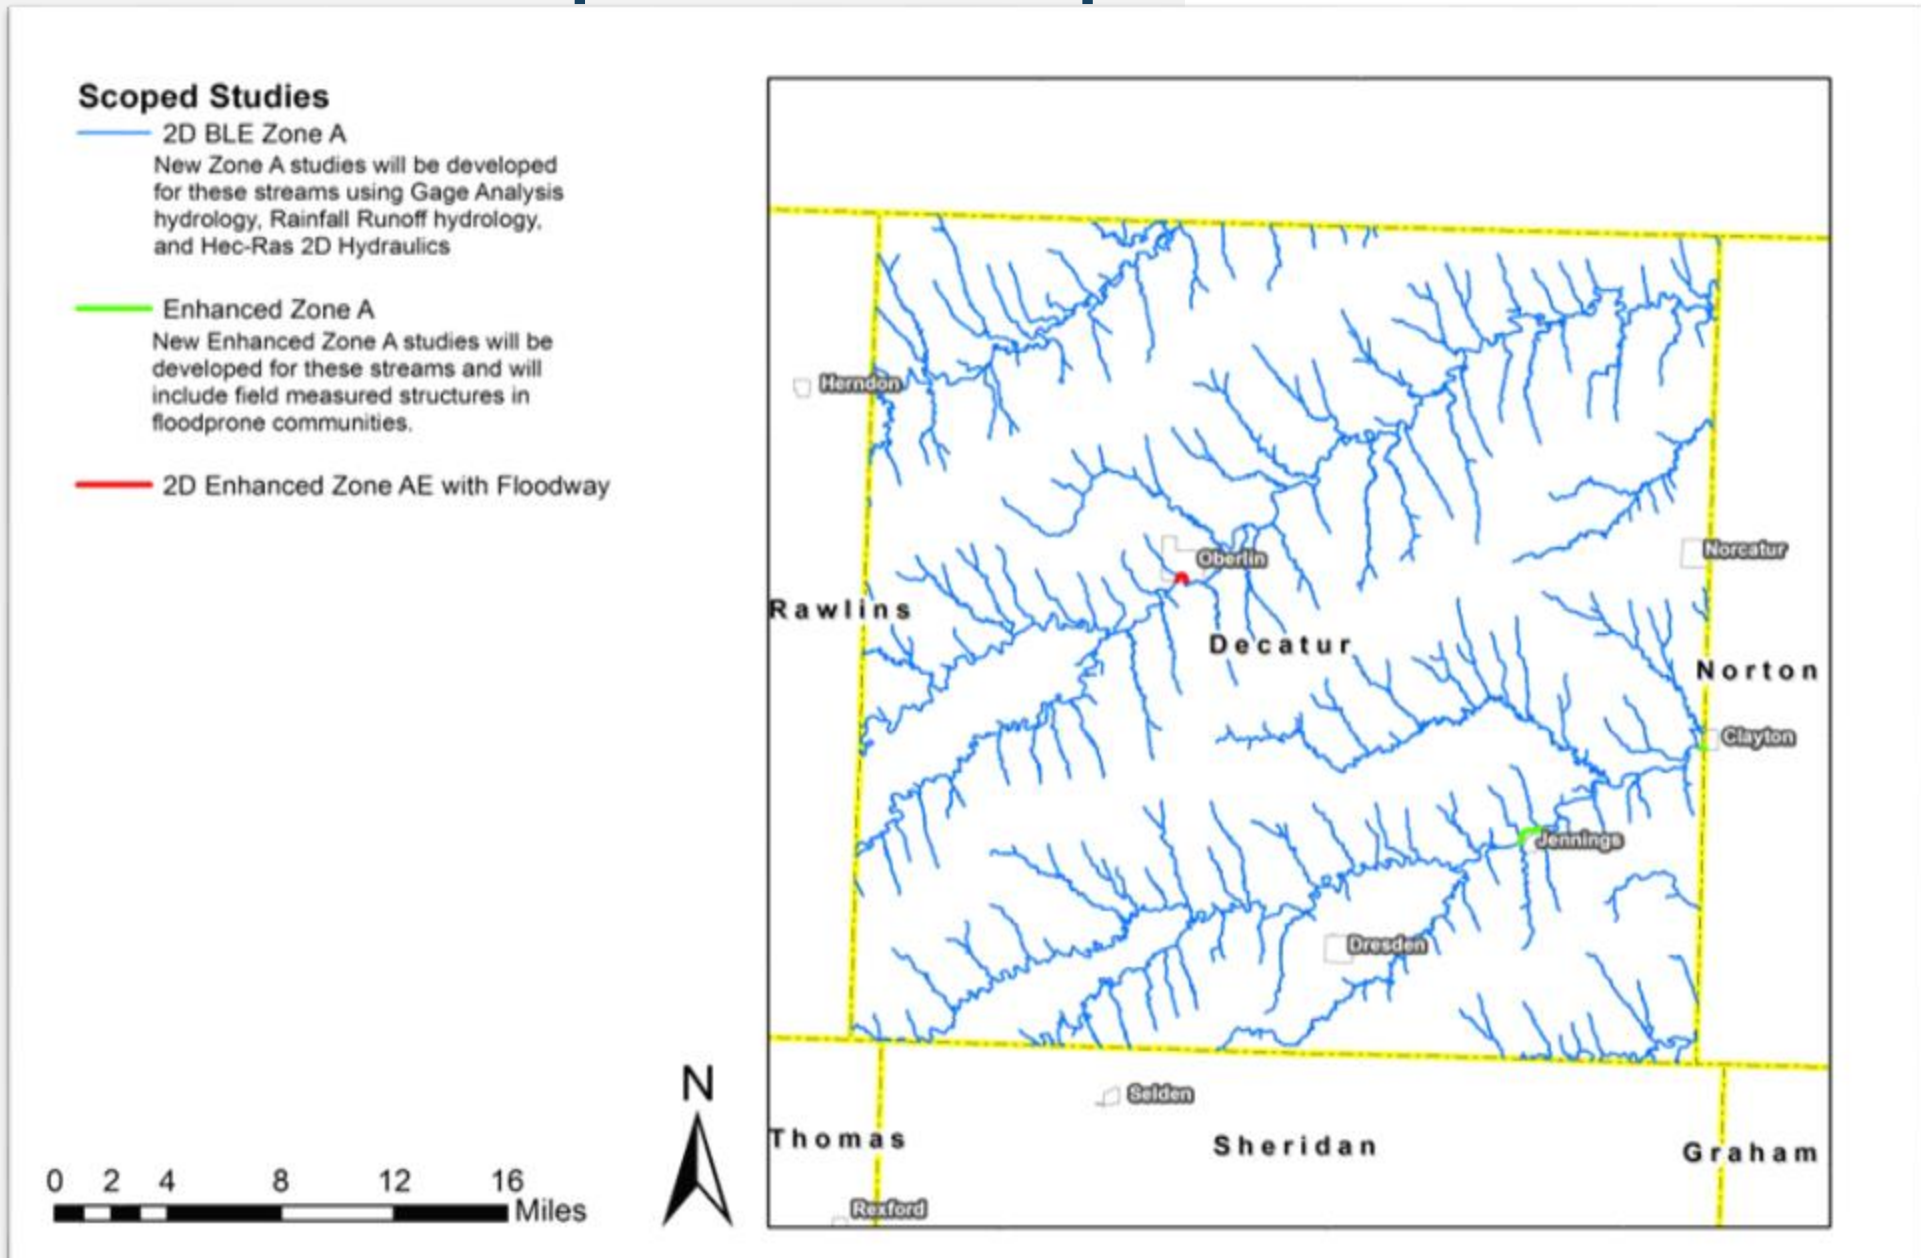 Scoped Studies
2D BLE Zone A
New Zone A studies will be developed
for these streams using Gage Analysis
hydrology, Rainfall Runoff hydrology,
and Hec-Ras 2D Hydraulics
Enhanced Zone A
New Enhanced Zone A studies will be
developed for these streams and will
include field measured structures in
floodprone communities.
2D Enhanced Zone AE with Floodway
Herndon
Oberlin
Norcatur
Rawlins
Decatur
Norton
Clayton
Jennings
Dresden
N
Selden
Thomas
Sheridan
Graham
0 2 4 8 12 16
Miles
Rexford